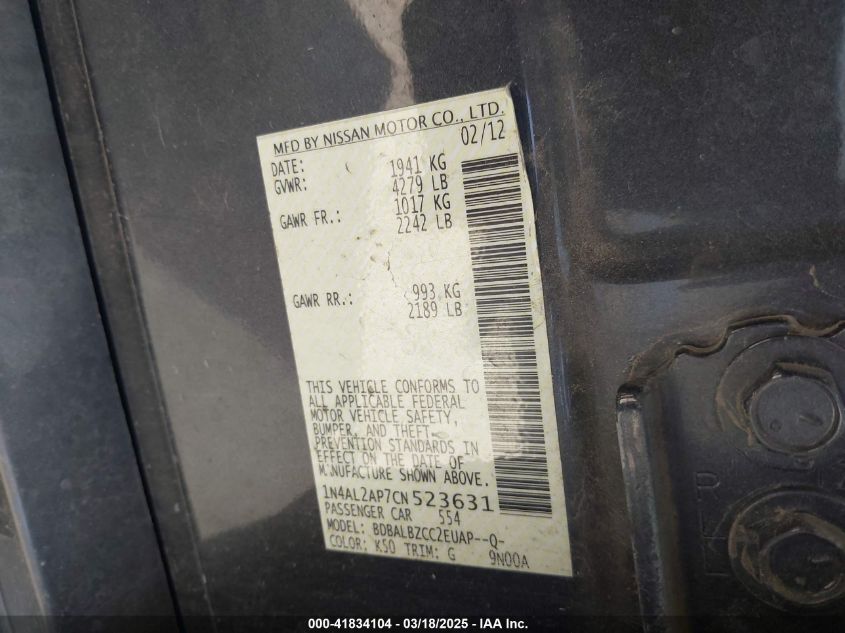 MFD BY NISSAN MOTOR CO., LTD.
DATE: 02/12
GVWR: 1941 KG
4279 LB
GAWR FR.: 1017 KG
2242 LB
GAWR RR.: 993 KG
2189 LB
THIS VEHICLE CONFORMS TO
ALL APPLICABLE FEDERAL
MOTOR VEHICLE SAFETY,
BUMPER, AND THEFT
PREVENTION STANDARDS IN
EFFECT ON THE DATE OF
MANUFACTURE SHOWN ABOVE.
1N4AL2AP7CN523631
PASSENGER CAR 554
MODEL: BDBALBZCC2EUAP--Q-
COLOR: K50 TRIM: G 9N00A
000-41834104 — 03/18/2025 — IAA Inc.